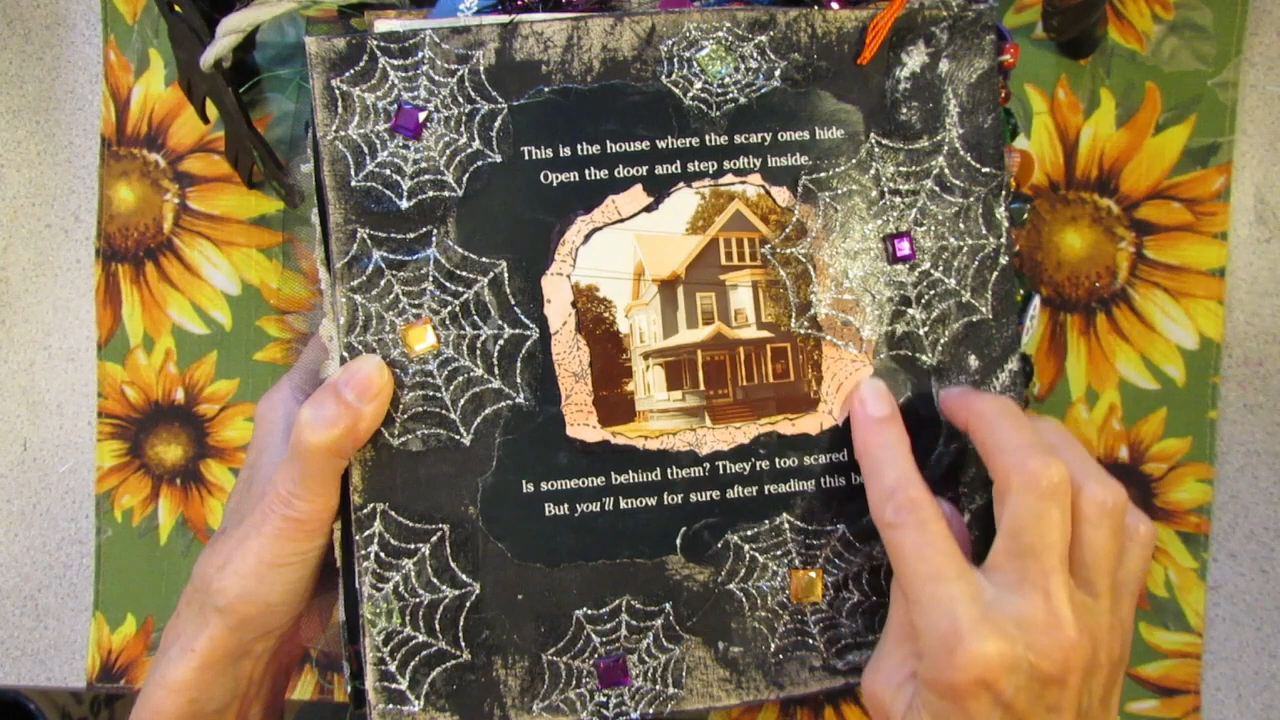 This is the house where the scary ones hide
Open the door and step softly inside.
Is someone behind them? They're too scared
But you'll know for sure after reading this